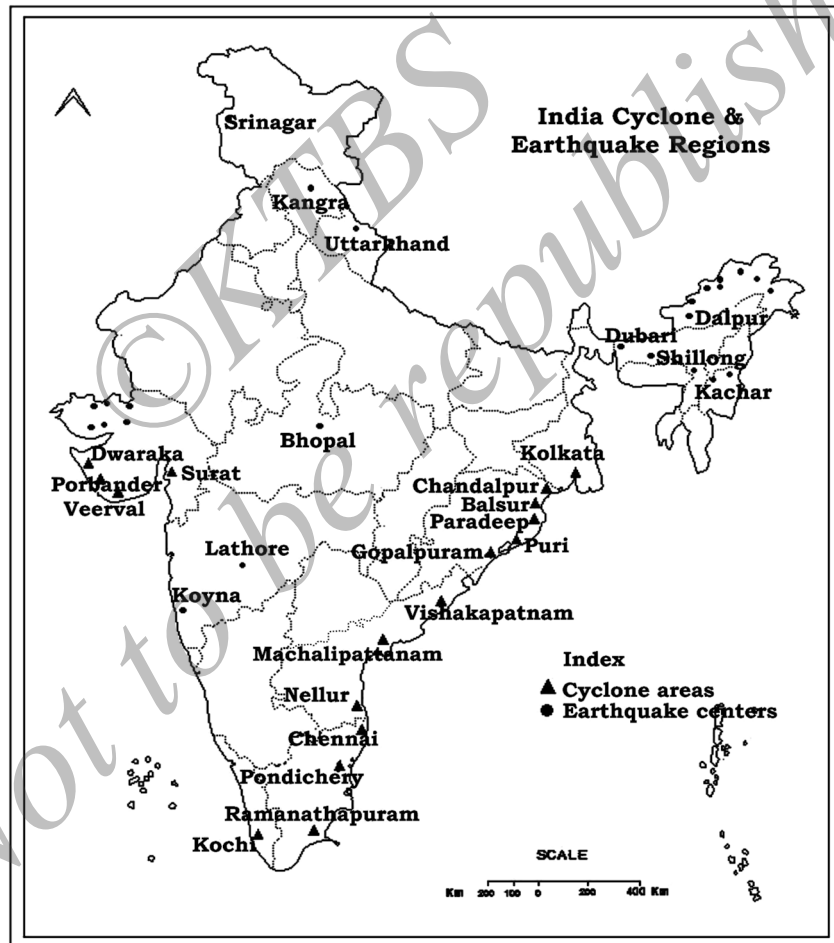 India Cyclone &
Earthquake Regions
Srinagar
Kangra
Uttarkhand
Dalpur
Dubari
Shillong
Kachar
Bhopal
Dwaraka
Porbander
Veerval
Surat
Kolkata
Chandalpur
Balsur
Paradeep
Gopalpuram
Puri
Lathore
Koyna
Vishakapatnam
Machalipattanam
Index
Cyclone areas
Earthquake centers
Nellur
Chennai
Pondichery
Ramanathapuram
Kochi
SCALE
Km 200 100 0 200 400 Km
©KTBS
Not to be republish